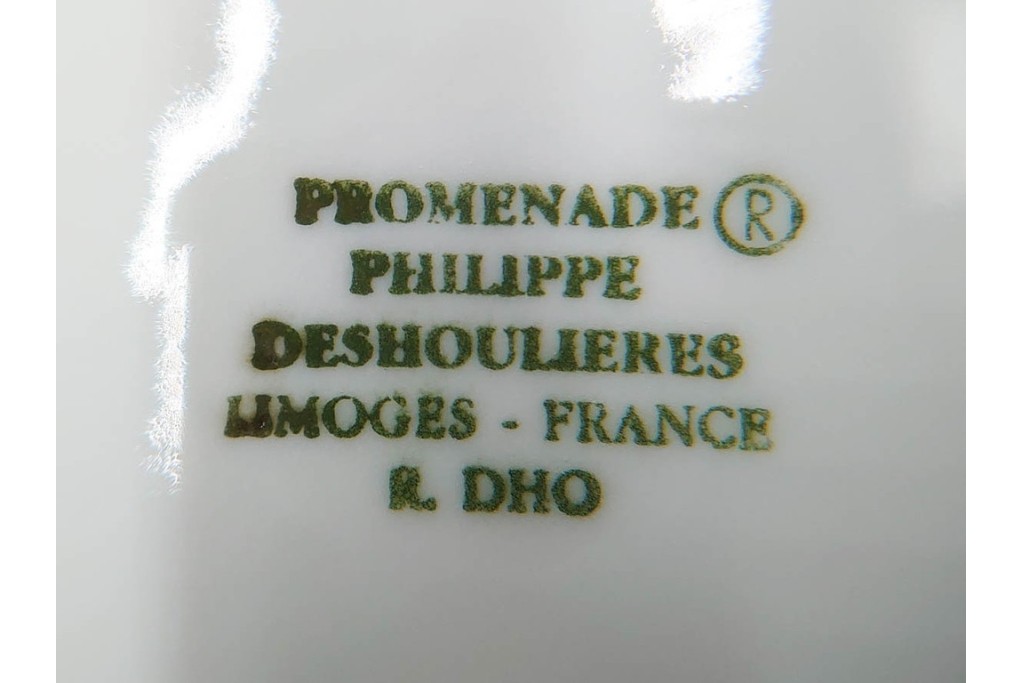 PROMENADE ®
PHILIPPE
DESHOULIERES
LIMOGES - FRANCE
R. DHO